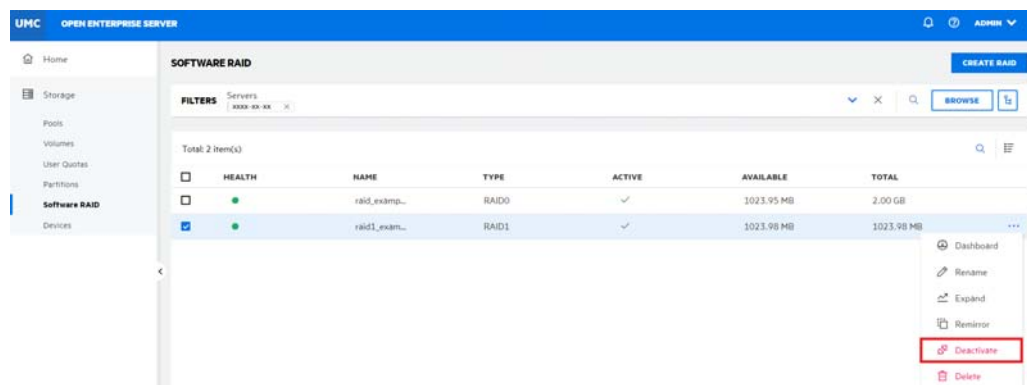 UMC OPEN ENTERPRISE SERVER ADMIN
Home
Storage
Pools
Volumes
User Quotas
Partitions
Software RAID
Devices
SOFTWARE RAID CREATE RAID
FILTERS Servers
xxxx-xx-xx
BROWSE
Total: 2 item(s)
HEALTH NAME TYPE ACTIVE AVAILABLE TOTAL
raid_examp... RAID0 1023.95 MB 2.00 GB
raid1_exam... RAID1 1023.98 MB 1023.98 MB
Dashboard
Rename
Expand
Remirror
Deactivate
Delete